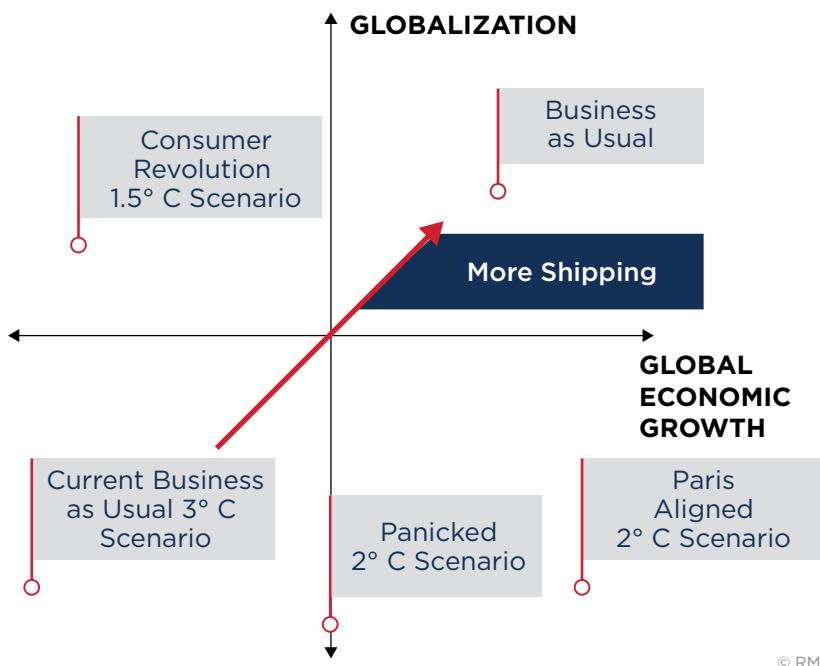 GLOBALIZATION
Consumer
Revolution
1.5° C Scenario
Business
as Usual
More Shipping
GLOBAL
ECONOMIC
GROWTH
Current Business
as Usual 3° C
Scenario
Panicked
2° C Scenario
Paris
Aligned
2° C Scenario
© RM